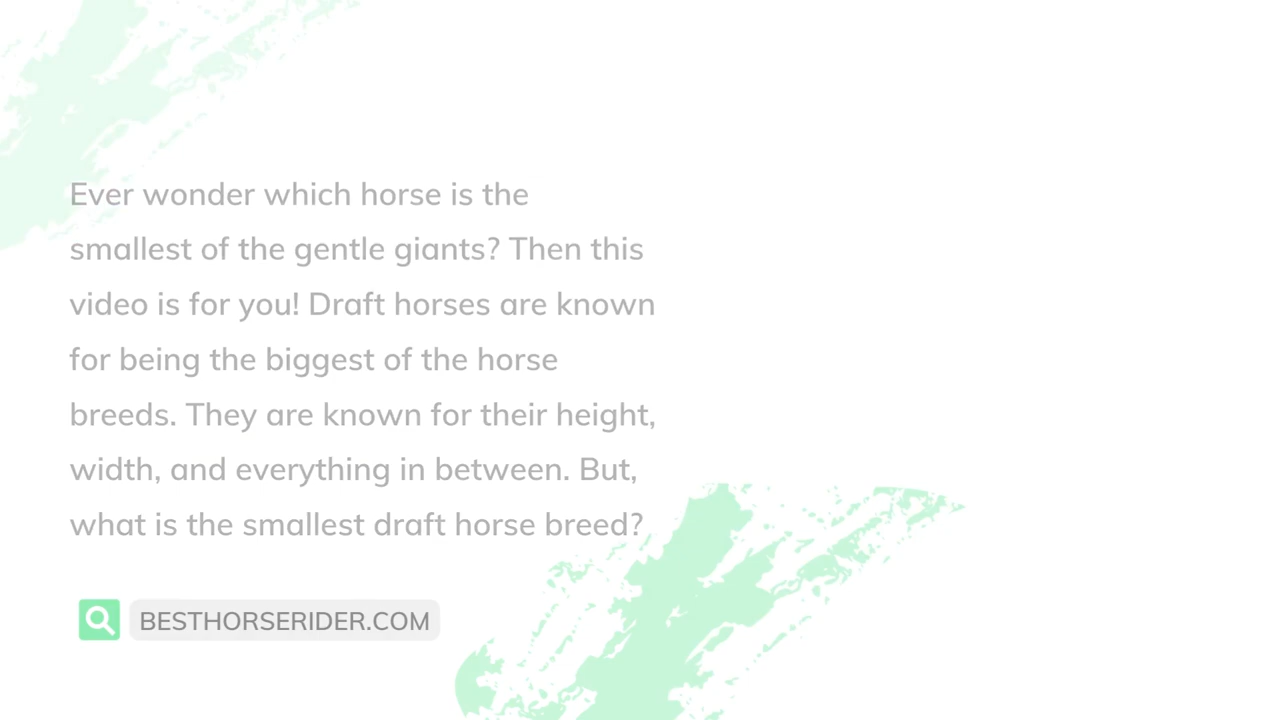 Ever wonder which horse is the
smallest of the gentle giants? Then this
video is for you! Draft horses are known
for being the biggest of the horse
breeds. They are known for their height,
width, and everything in between. But,
what is the smallest draft horse breed?
BESTHORSERIDER.COM